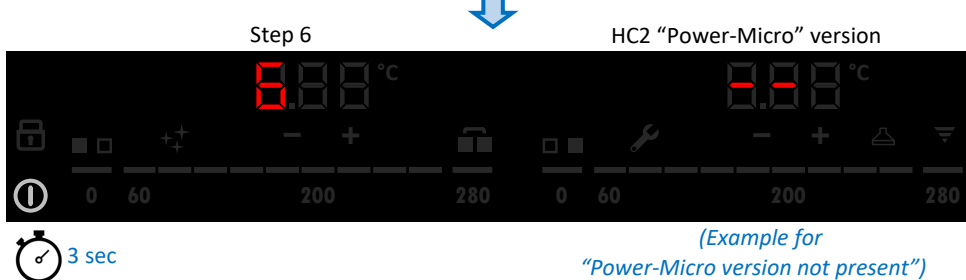 Step 6
HC2 “Power-Micro” version
6.88 °C
--8 °C
0 60 200 280
0 60 200 280
3 sec
(Example for
“Power-Micro version not present”)